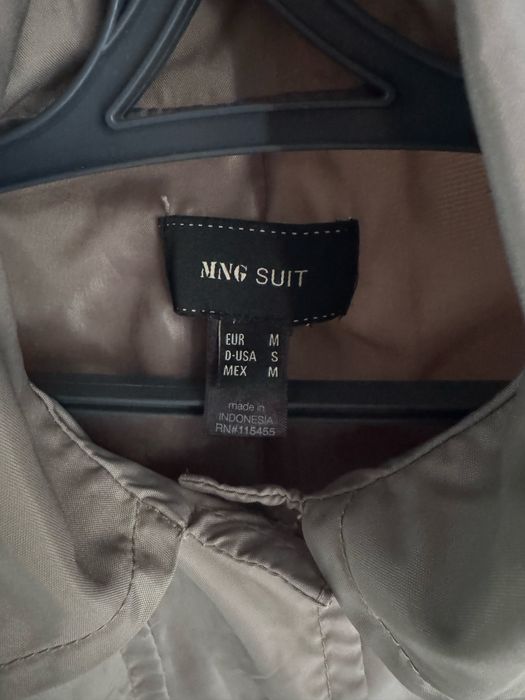 MNG SUIT
EUR M
D-USA S
MEX M
made in
INDONESIA
RN#115455